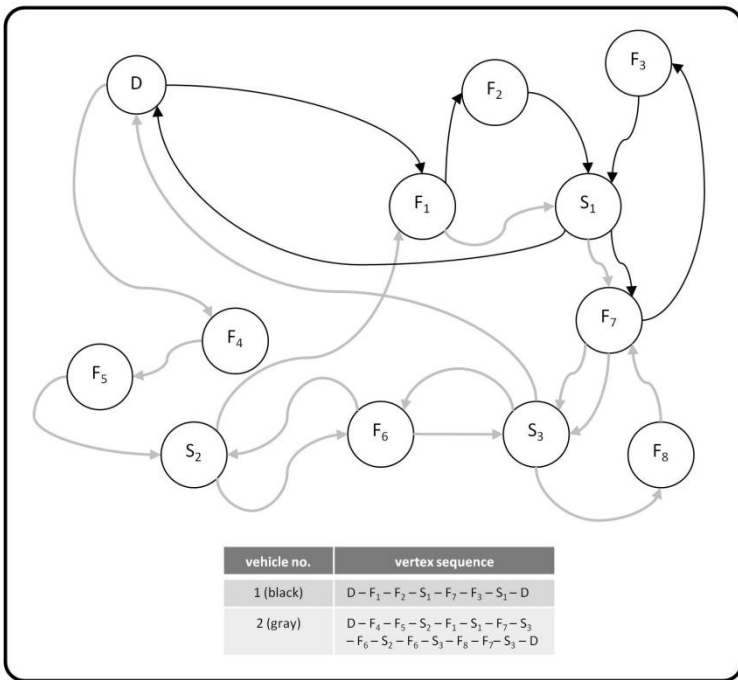 D
F₂
F₃
F₁
S₁
F₇
F₄
F₅
S₂
F₆
S₃
F₈
vehicle no. vertex sequence
1 (black) D – F₁ – F₂ – S₁ – F₇ – F₃ – S₁ – D
2 (gray) D – F₄ – F₅ – S₂ – F₁ – S₁ – F₇ – S₃
– F₆ – S₂ – F₆ – S₃ – F₈ – F₇ – S₃ – D